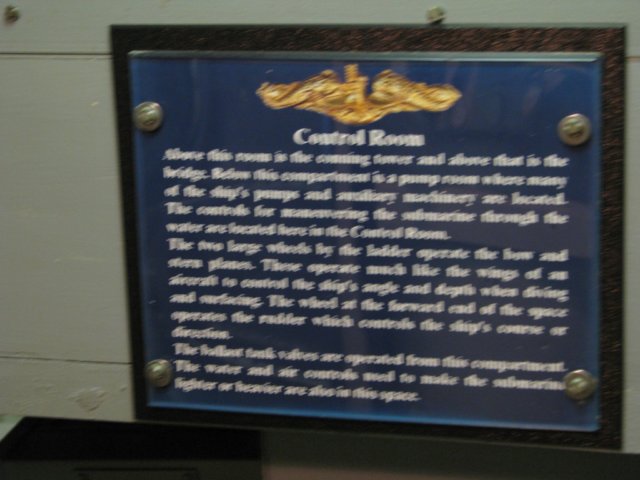 Control Room
Above this room is the conning tower and above that is the
bridge. Below this compartment is a pump room where many
of the ship's pumps and auxiliary machinery are located.
The controls for maneuvering the submarine through the
water are located here in the Control Room.
The two large wheels by the ladder operate the bow and
stern planes. These operate much like the wings of an
aircraft to control the ship's angle and depth when diving
and surfacing. The wheel at the forward end of the space
operates the rudder which controls the ship's course or
direction.
The ballast tank valves are operated from this compartment.
The water and air controls used to make the submarine
lighter or heavier are also in this space.